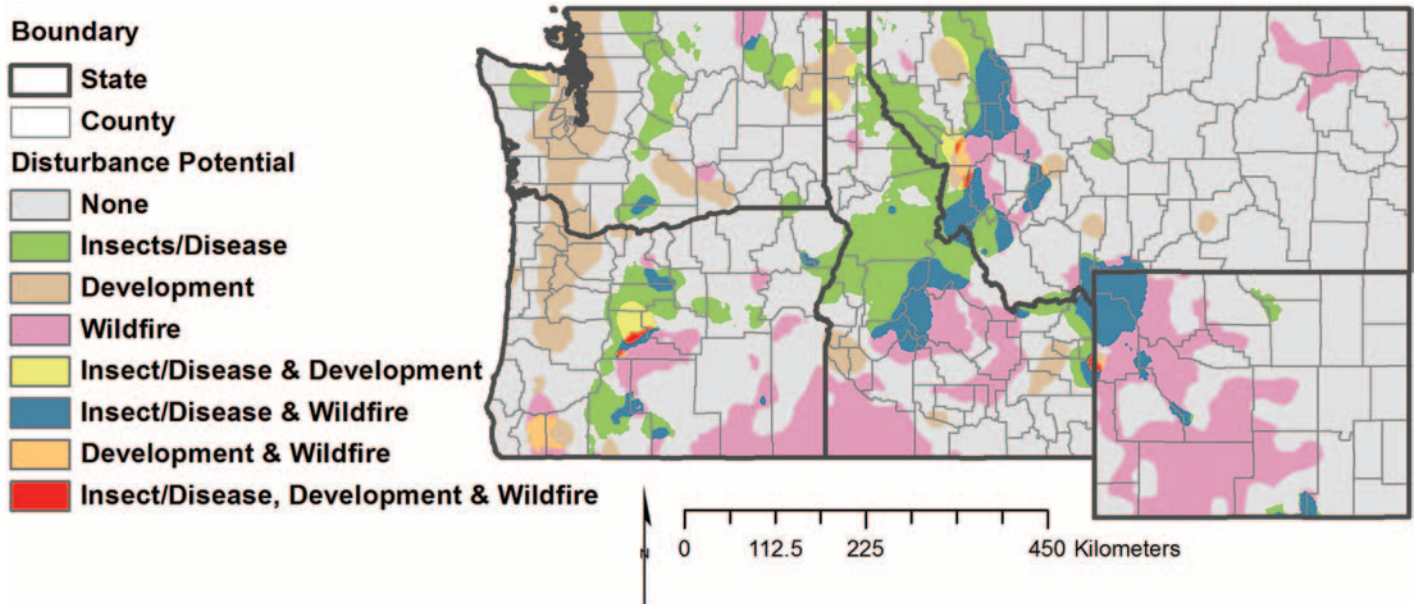 Boundary
State
County
Disturbance Potential
None
Insects/Disease
Development
Wildfire
Insect/Disease & Development
Insect/Disease & Wildfire
Development & Wildfire
Insect/Disease, Development & Wildfire
N
0 112.5 225 450 Kilometers